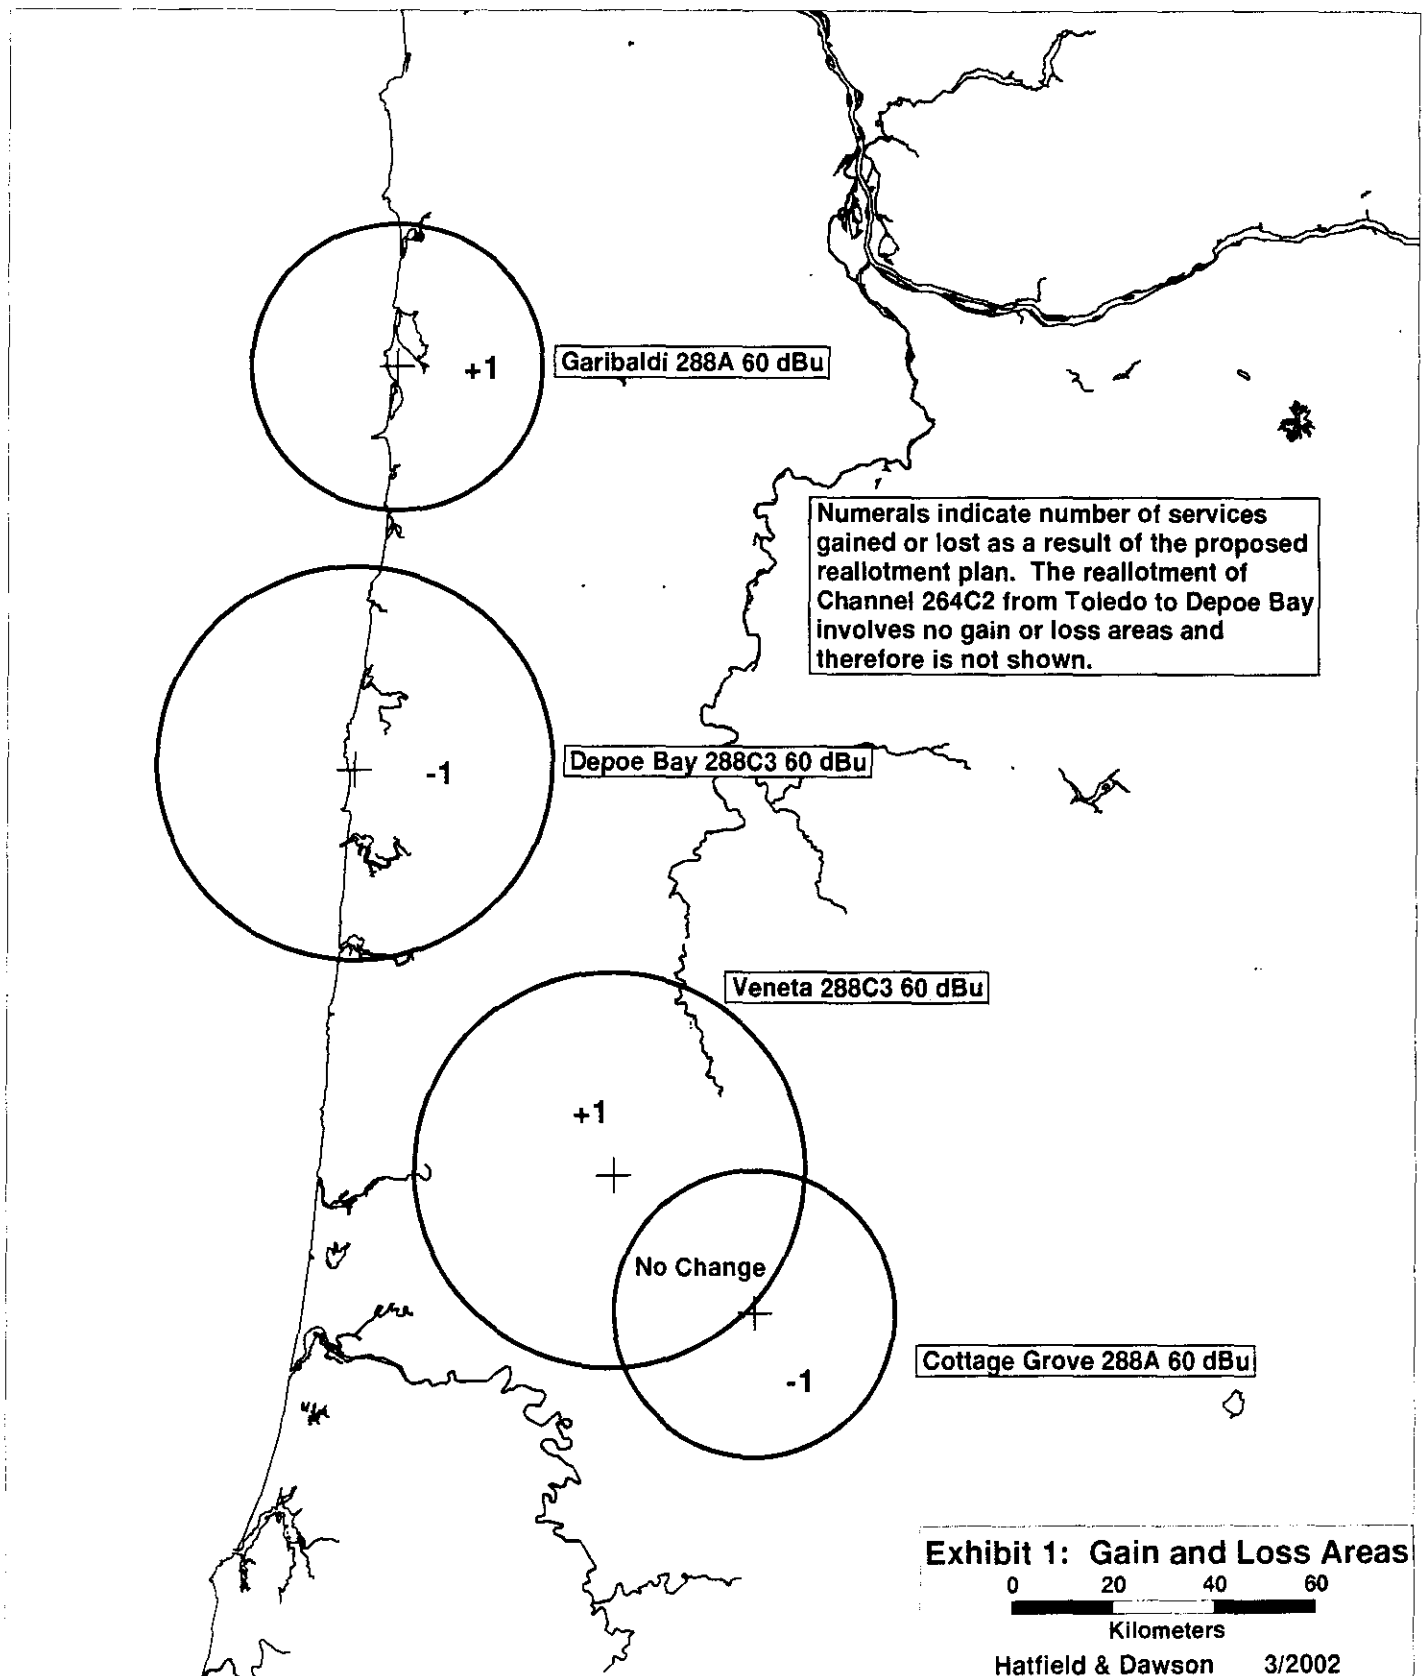 +1
Garibaldi 288A 60 dBu
Numerals indicate number of services
gained or lost as a result of the proposed
reallotment plan. The reallotment of
Channel 264C2 from Toledo to Depoe Bay
involves no gain or loss areas and
therefore is not shown.
-1
Depoe Bay 288C3 60 dBu
Veneta 288C3 60 dBu
+1
No Change
Cottage Grove 288A 60 dBu
-1
Exhibit 1: Gain and Loss Areas
0 20 40 60
Kilometers
Hatfield & Dawson 3/2002